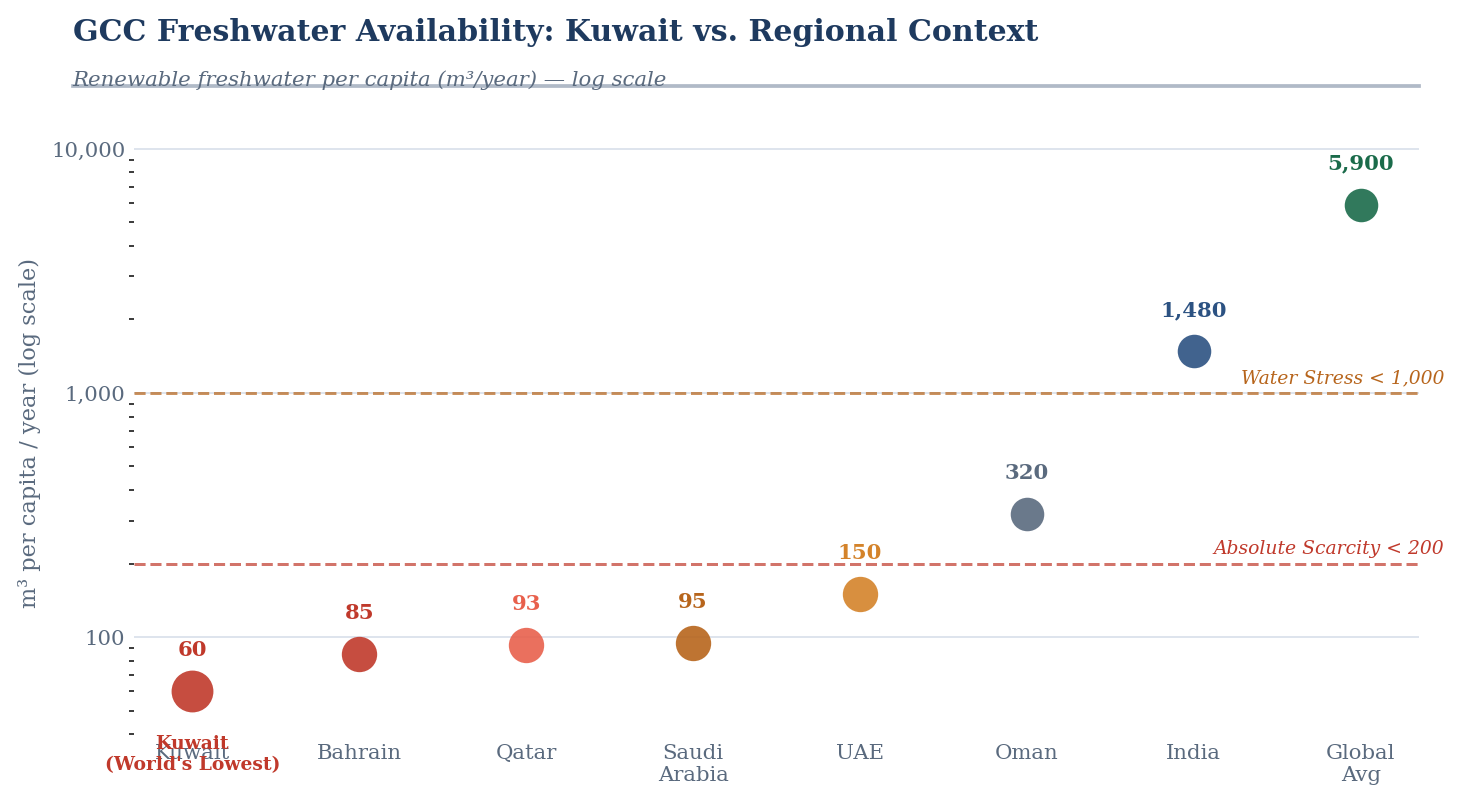 GCC Freshwater Availability: Kuwait vs. Regional Context
Renewable freshwater per capita (m³/year) — log scale
m³ per capita / year (log scale)
10,000
1,000
100
5,900
1,480
Water Stress < 1,000
320
Absolute Scarcity < 200
150
95
93
85
60
Kuwait
(World's Lowest)
Kuwait
Bahrain
Qatar
Saudi
Arabia
UAE
Oman
India
Global
Avg